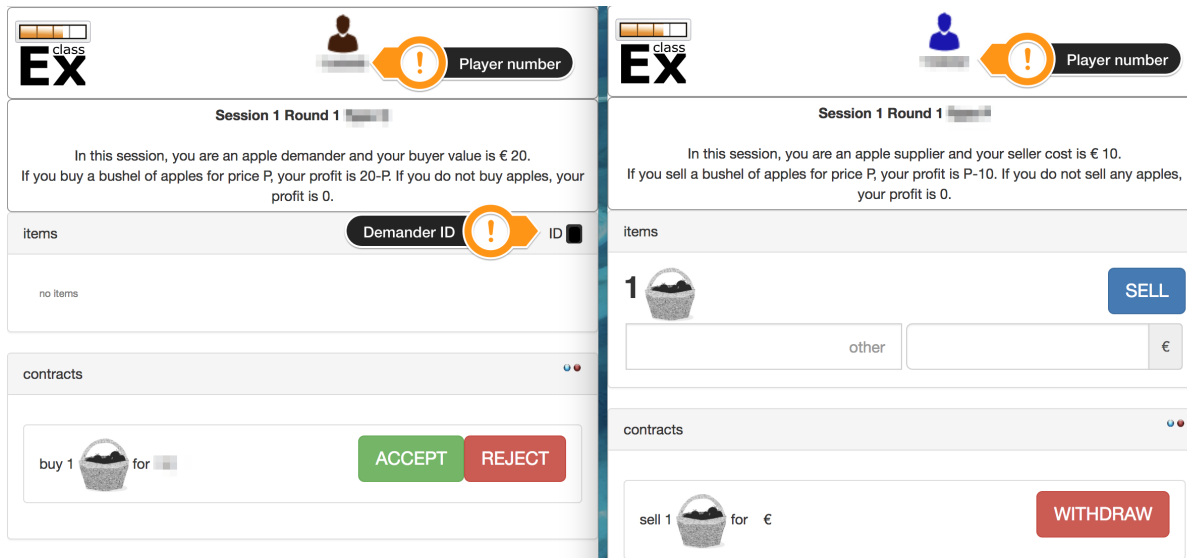 class
Ex
Player number
Session 1 Round 1
In this session, you are an apple demander and your buyer value is € 20.
If you buy a bushel of apples for price P, your profit is 20-P. If you do not buy apples, your
profit is 0.
items
Demander ID
ID
no items
contracts
buy 1 for
ACCEPT
REJECT
class
Ex
Player number
Session 1 Round 1
In this session, you are an apple supplier and your seller cost is € 10.
If you sell a bushel of apples for price P, your profit is P-10. If you do not sell any apples,
your profit is 0.
items
1
SELL
other
€
contracts
sell 1 for €
WITHDRAW